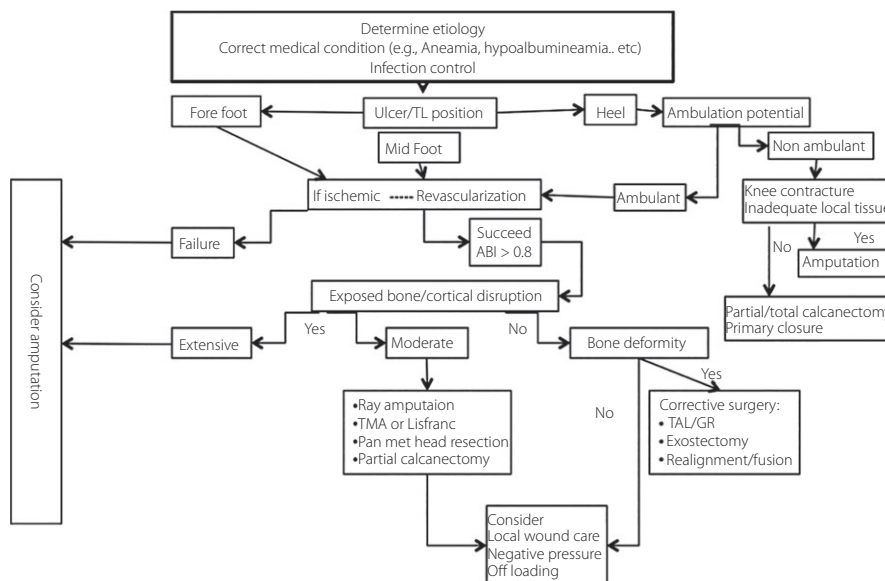 Determine etiology
Correct medical condition (e.g., Aneamia, hypoalbumineamia.. etc)
Infection control
Fore foot
Ulcer/TL position
Heel
Ambulation potential
Mid Foot
Non ambulant
If ischemic ----- Revascularization
Ambulant
Knee contracture
Inadequate local tissue
Failure
Succeed
ABI > 0.8
No
Yes
Amputation
Consider amputation
Exposed bone/cortical disruption
Partial/total calcanectomy
Primary closure
Extensive
Yes
Moderate
No
Bone deformity
Yes
No
•Ray amputaion
•TMA or Lisfranc
•Pan met head resection
•Partial calcanectomy
Corrective surgery:
• TAL/GR
• Exostectomy
• Realignment/fusion
Consider
Local wound care
Negative pressure
Off loading